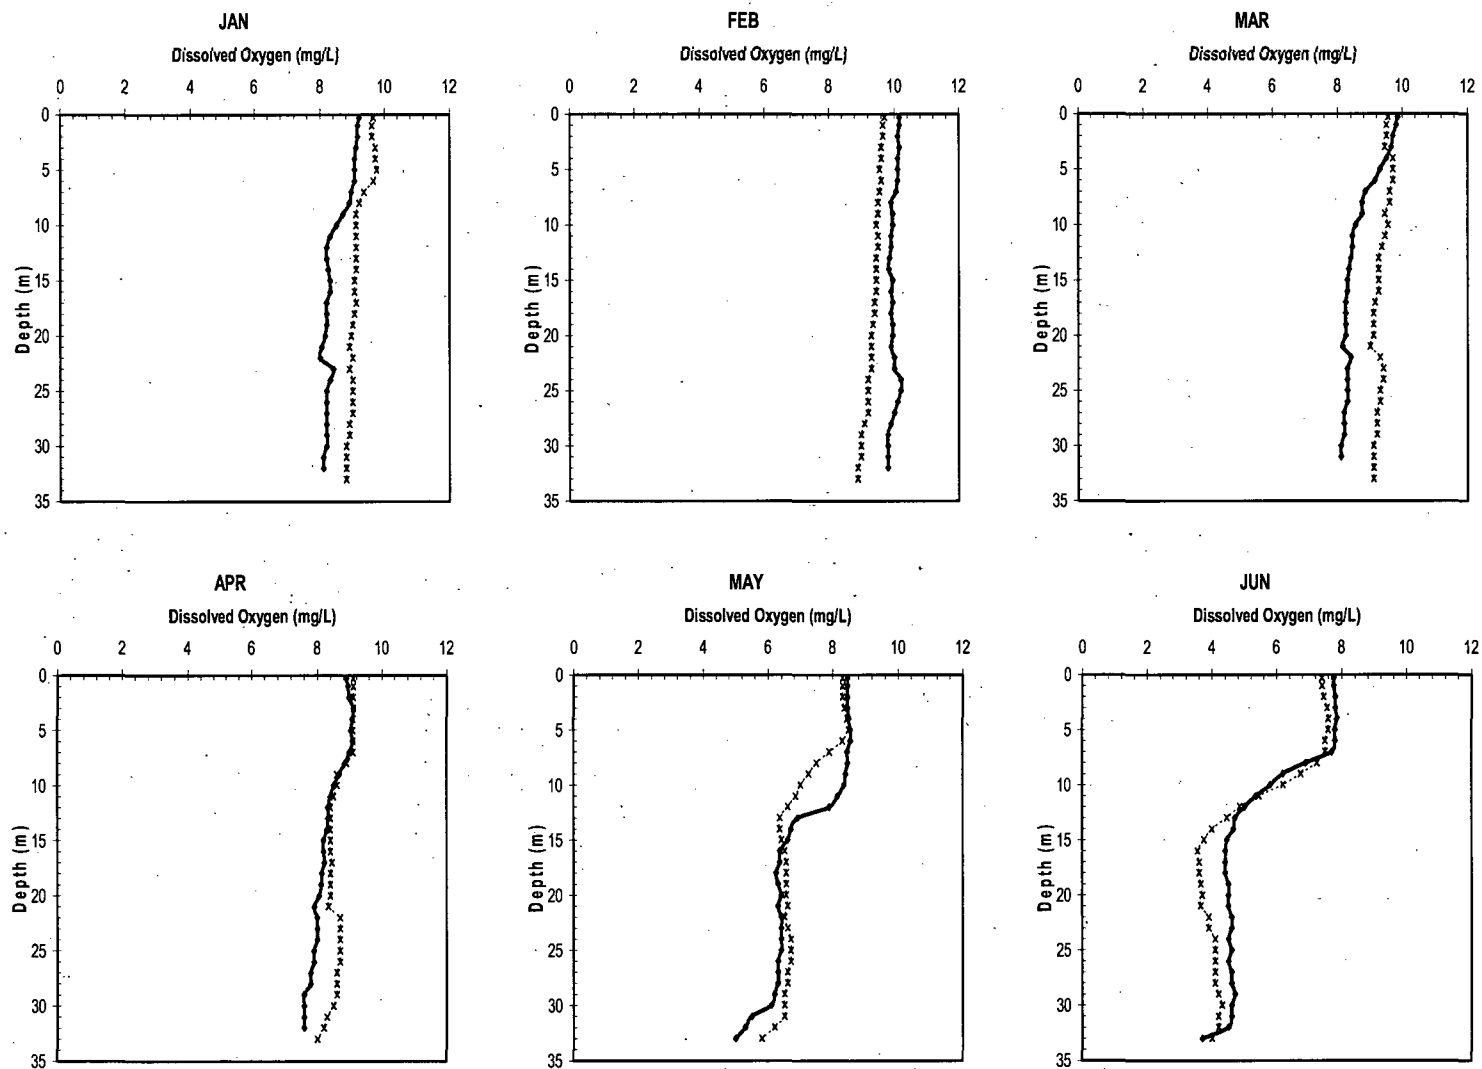 JAN FEB MAR
Dissolved Oxygen (mg/L) Dissolved Oxygen (mg/L) Dissolved Oxygen (mg/L)
0 2 4 6 8 10 12 0 2 4 6 8 10 12 0 2 4 6 8 10 12
0 0 0
5 5 5
10 10 10
15 15 15
Depth (m) Depth (m) Depth (m)
20 20 20
25 25 25
30 30 30
35 35 35
APR MAY JUN
Dissolved Oxygen (mg/L) Dissolved Oxygen (mg/L) Dissolved Oxygen (mg/L)
0 2 4 6 8 10 12 0 2 4 6 8 10 12 0 2 4 6 8 10 12
0 0 0
5 5 5
10 10 10
15 15 15
Depth (m) Depth (m) Depth (m)
20 20 20
25 25 25
30 30 30
35 35 35